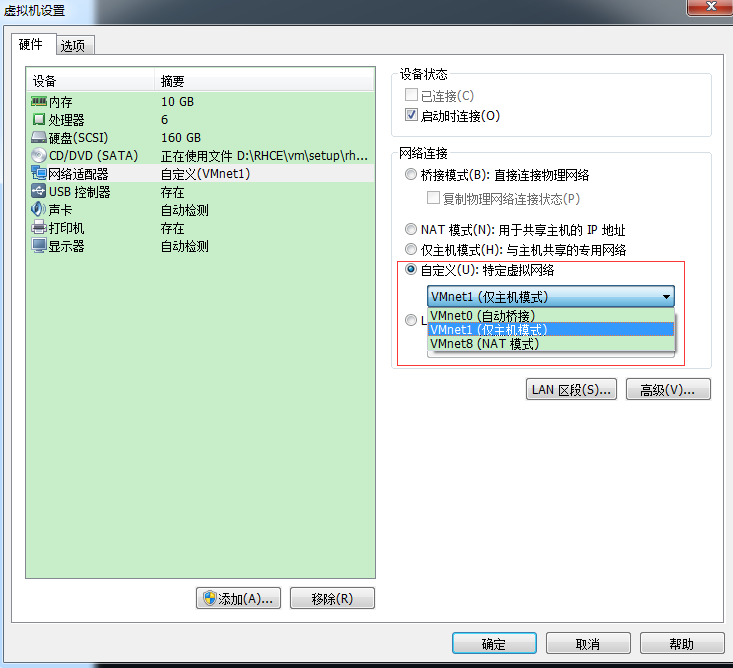 虚拟机设置
硬件 选项
设备 摘要
内存 10 GB
处理器 6
硬盘(SCSI) 160 GB
CD/DVD (SATA) 正在使用文件 D:\RHCE\vm\setup\rh...
网络适配器 自定义(VMnet1)
USB 控制器 存在
声卡 自动检测
打印机 存在
显示器 自动检测
添加(A)... 移除(R)
设备状态
已连接(C)
启动时连接(O)
网络连接
桥接模式(B): 直接连接物理网络
复制物理网络连接状态(P)
NAT 模式(N): 用于共享主机的 IP 地址
仅主机模式(H): 与主机共享的专用网络
自定义(U): 特定虚拟网络
VMnet1 (仅主机模式)
VMnet0 (自动桥接)
L VMnet1 (仅主机模式)
VMnet8 (NAT 模式)
LAN 区段(S)... 高级(V)...
确定 取消 帮助